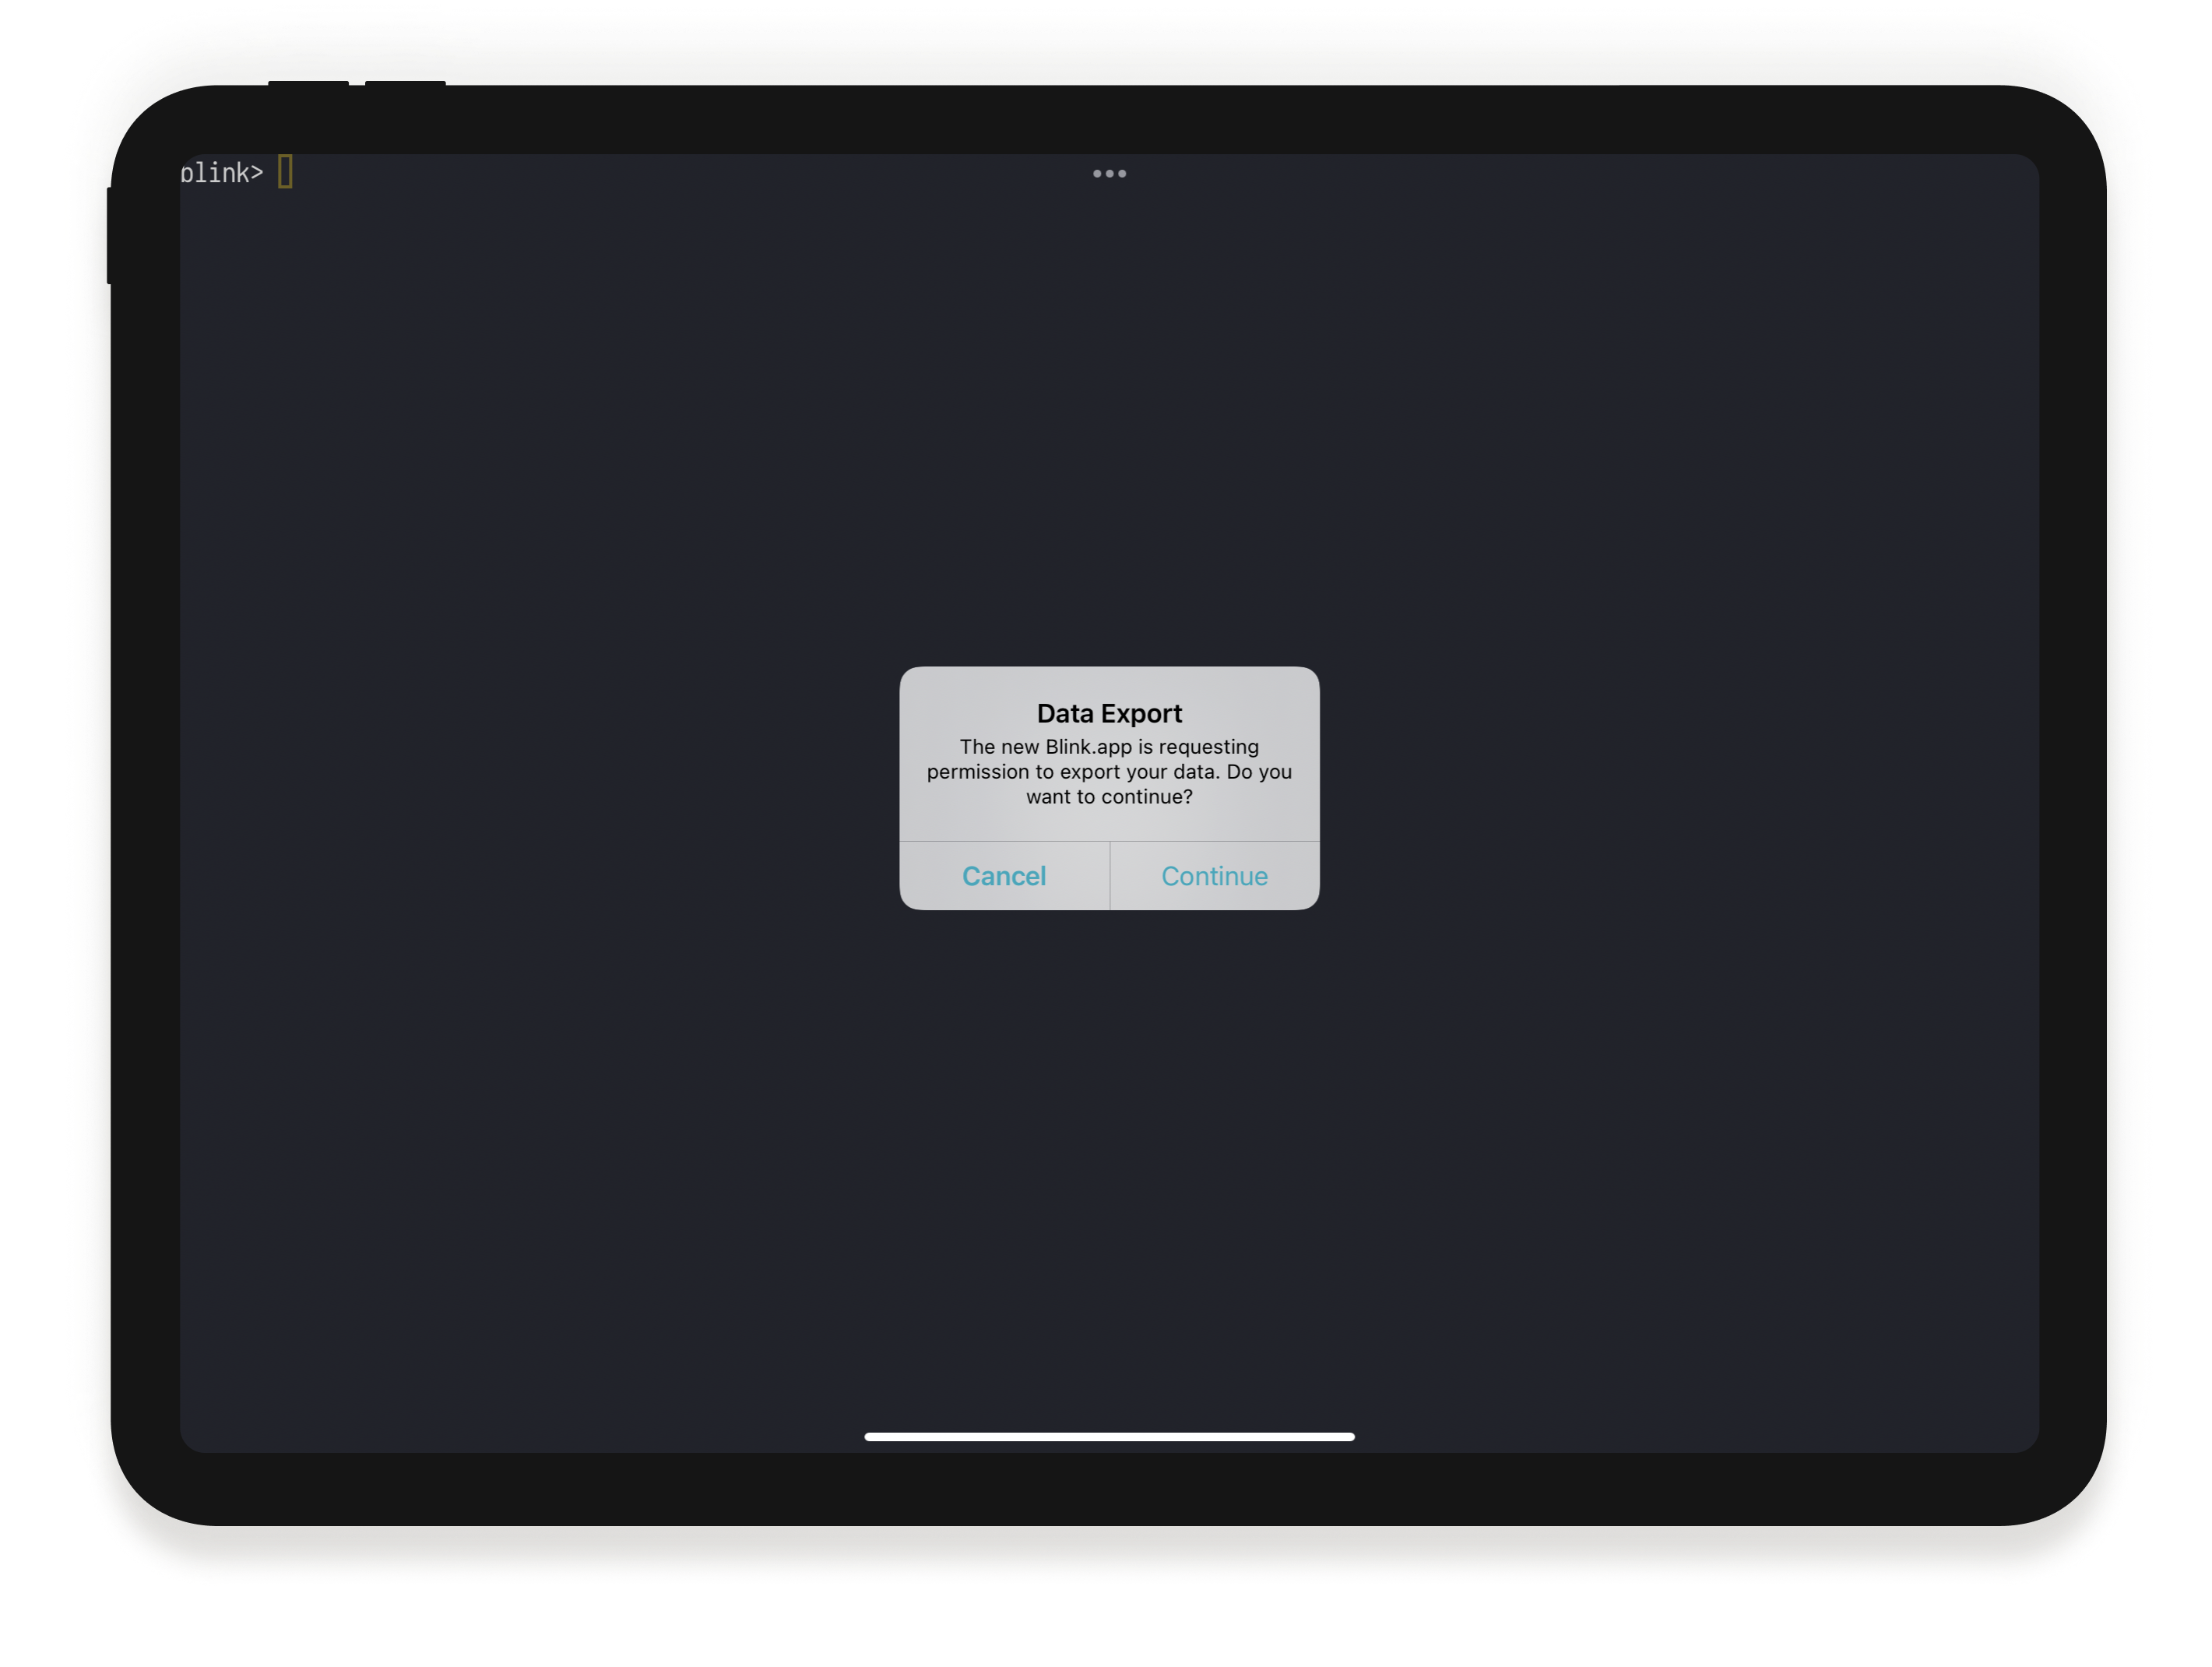 blink>
Data Export
The new Blink.app is requesting
permission to export your data. Do you
want to continue?
Cancel
Continue